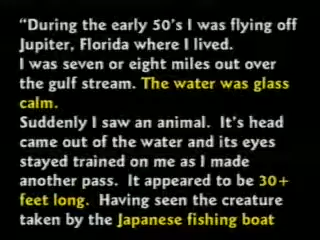 “During the early 50's I was flying off
Jupiter, Florida where I lived.
I was seven or eight miles out over
the gulf stream. The water was glass
calm.
Suddenly I saw an animal. It's head
came out of the water and its eyes
stayed trained on me as I made
another pass. It appeared to be 30+
feet long. Having seen the creature
taken by the Japanese fishing boat